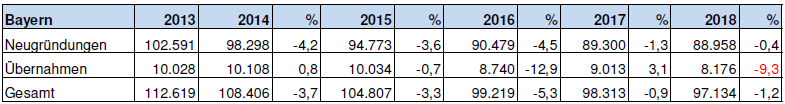 Bayern 2013 2014 % 2015 % 2016 % 2017 % 2018 %
Neugründungen 102.591 98.298 -4,2 94.773 -3,6 90.479 -4,5 89.300 -1,3 88.958 -0,4
Übernahmen 10.028 10.108 0,8 10.034 -0,7 8.740 -12,9 9.013 3,1 8.176 -9,3
Gesamt 112.619 108.406 -3,7 104.807 -3,3 99.219 -5,3 98.313 -0,9 97.134 -1,2